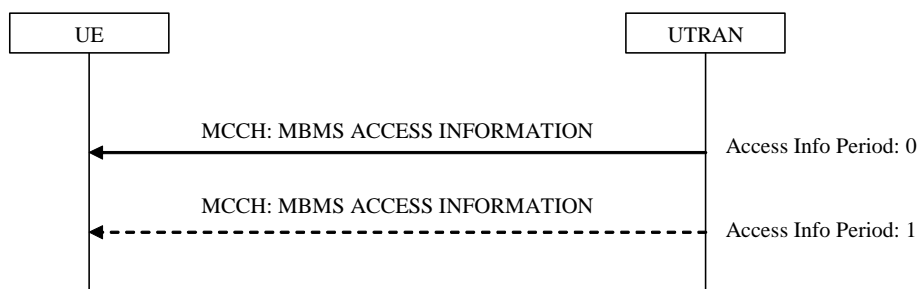 UE
UTRAN
MCCH: MBMS ACCESS INFORMATION
Access Info Period: 0
MCCH: MBMS ACCESS INFORMATION
Access Info Period: 1